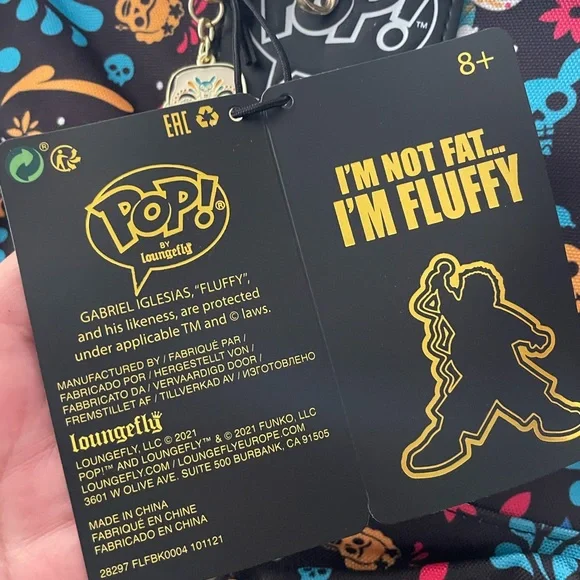 POP!™
8+
EAC
®
POP!®
BY
loungefly
GABRIEL IGLESIAS, "FLUFFY",
and his likeness, are protected
under applicable TM and © laws.
MANUFACTURED BY / FABRIQUÉ PAR /
FABRICADO POR / HERGESTELLT VON /
FABBRICATO DA / VERVAARDIGD DOOR /
FREMSTILLET AF / TILLVERKAD AV / ИЗГОТОВЛЕНО
loungefly
LOUNGEFLY, LLC © 2021
POP!™ AND LOUNGEFLY™ & © 2021 FUNKO, LLC
LOUNGEFLY.COM / LOUNGEFLYEUROPE.COM
3601 W OLIVE AVE. SUITE 500 BURBANK, CA 91505
MADE IN CHINA
FABRIQUÉ EN CHINE
FABRICADO EN CHINA
28297 FLFBK0004 101121
I'M NOT FAT...
I'M FLUFFY